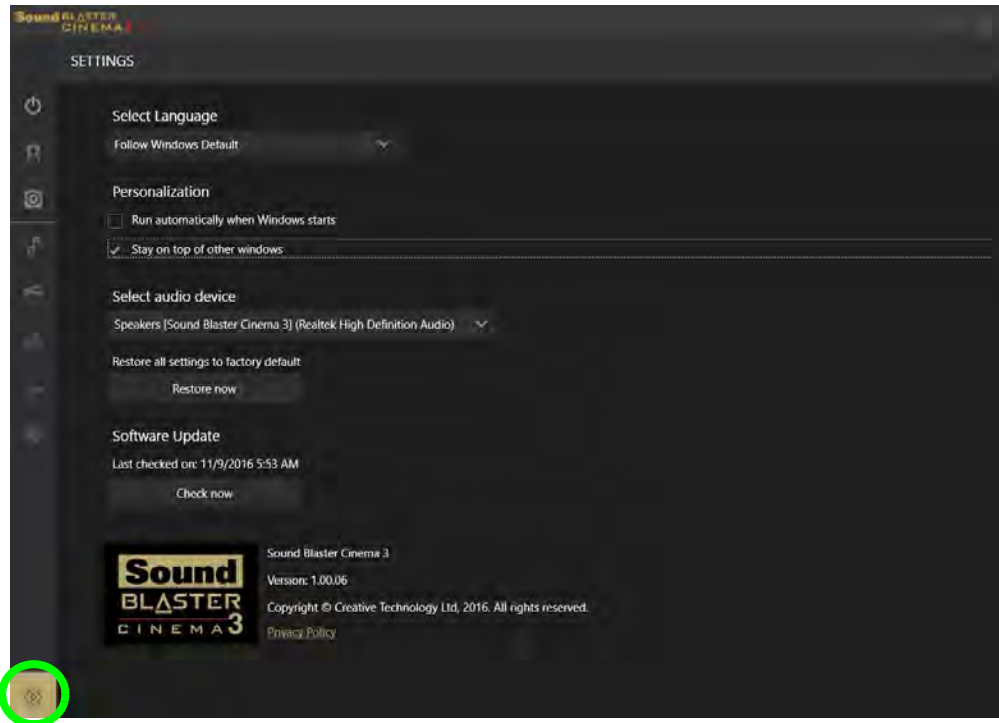 Sound BLASTER
CINEMA 3
SETTINGS
Select Language
Follow Windows Default
Personalization
Run automatically when Windows starts
Stay on top of other windows
Select audio device
Speakers [Sound Blaster Cinema 3] (Realtek High Definition Audio)
Restore all settings to factory default
Restore now
Software Update
Last checked on: 11/9/2016 5:53 AM
Check now
Sound
BLASTER
CINEMA 3
Sound Blaster Cinema 3
Version: 1.00.06
Copyright © Creative Technology Ltd, 2016. All rights reserved.
Privacy Policy